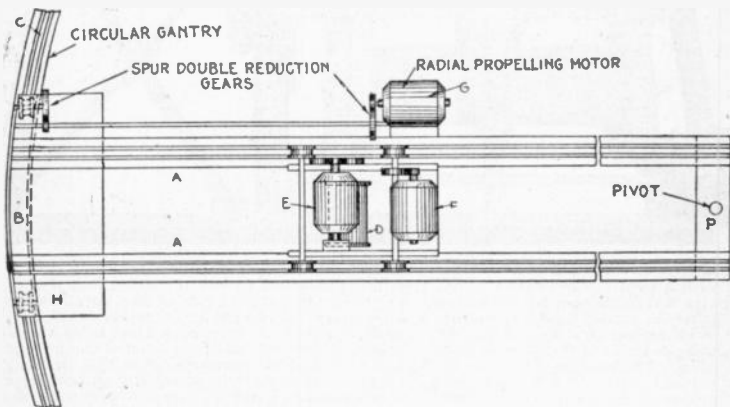 C
CIRCULAR GANTRY
SPUR DOUBLE REDUCTION
GEARS
RADIAL PROPELLING MOTOR
G
A
E
F
D
B
A
PIVOT
P
H